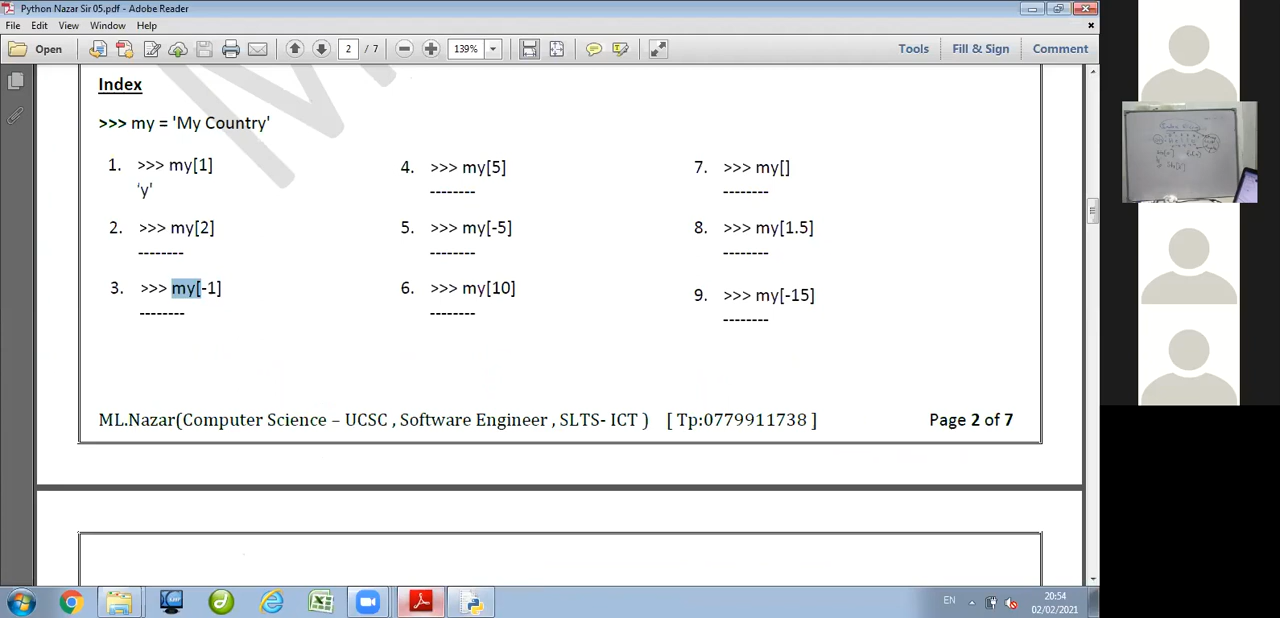 Python Nazar Sir 05.pdf - Adobe Reader
File Edit View Window Help
Open 2 / 7 139% Tools Fill & Sign Comment
Index
>>> my = 'My Country'
1. >>> my[1]
'y'
2. >>> my[2]
--------
3. >>> my[-1]
--------
4. >>> my[5]
--------
5. >>> my[-5]
--------
6. >>> my[10]
--------
7. >>> my[]
--------
8. >>> my[1.5]
--------
9. >>> my[-15]
--------
ML.Nazar(Computer Science – UCSC , Software Engineer , SLTS- ICT ) [ Tp:0779911738 ] Page 2 of 7
EN 20:54
02/02/2021